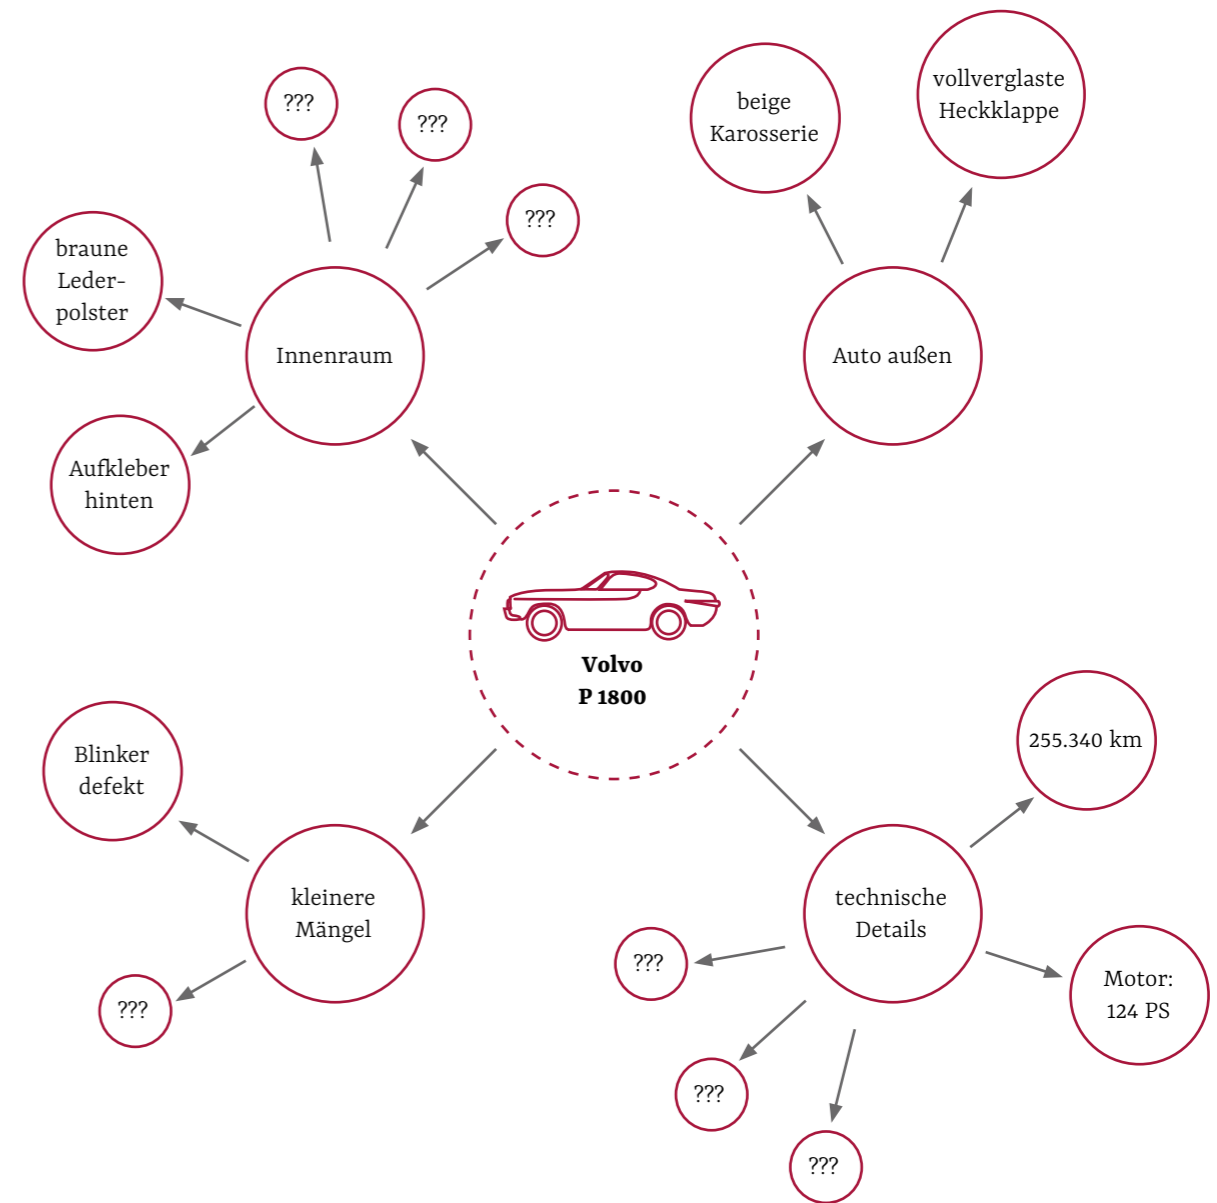 ???
???
???
braune
Leder-
polster
Innenraum
Aufkleber
hinten
beige
Karosserie
vollverglaste
Heckklappe
Auto außen
Volvo
P 1800
Blinker
defekt
kleinere
Mängel
???
255.340 km
technische
Details
Motor:
124 PS
???
???
???